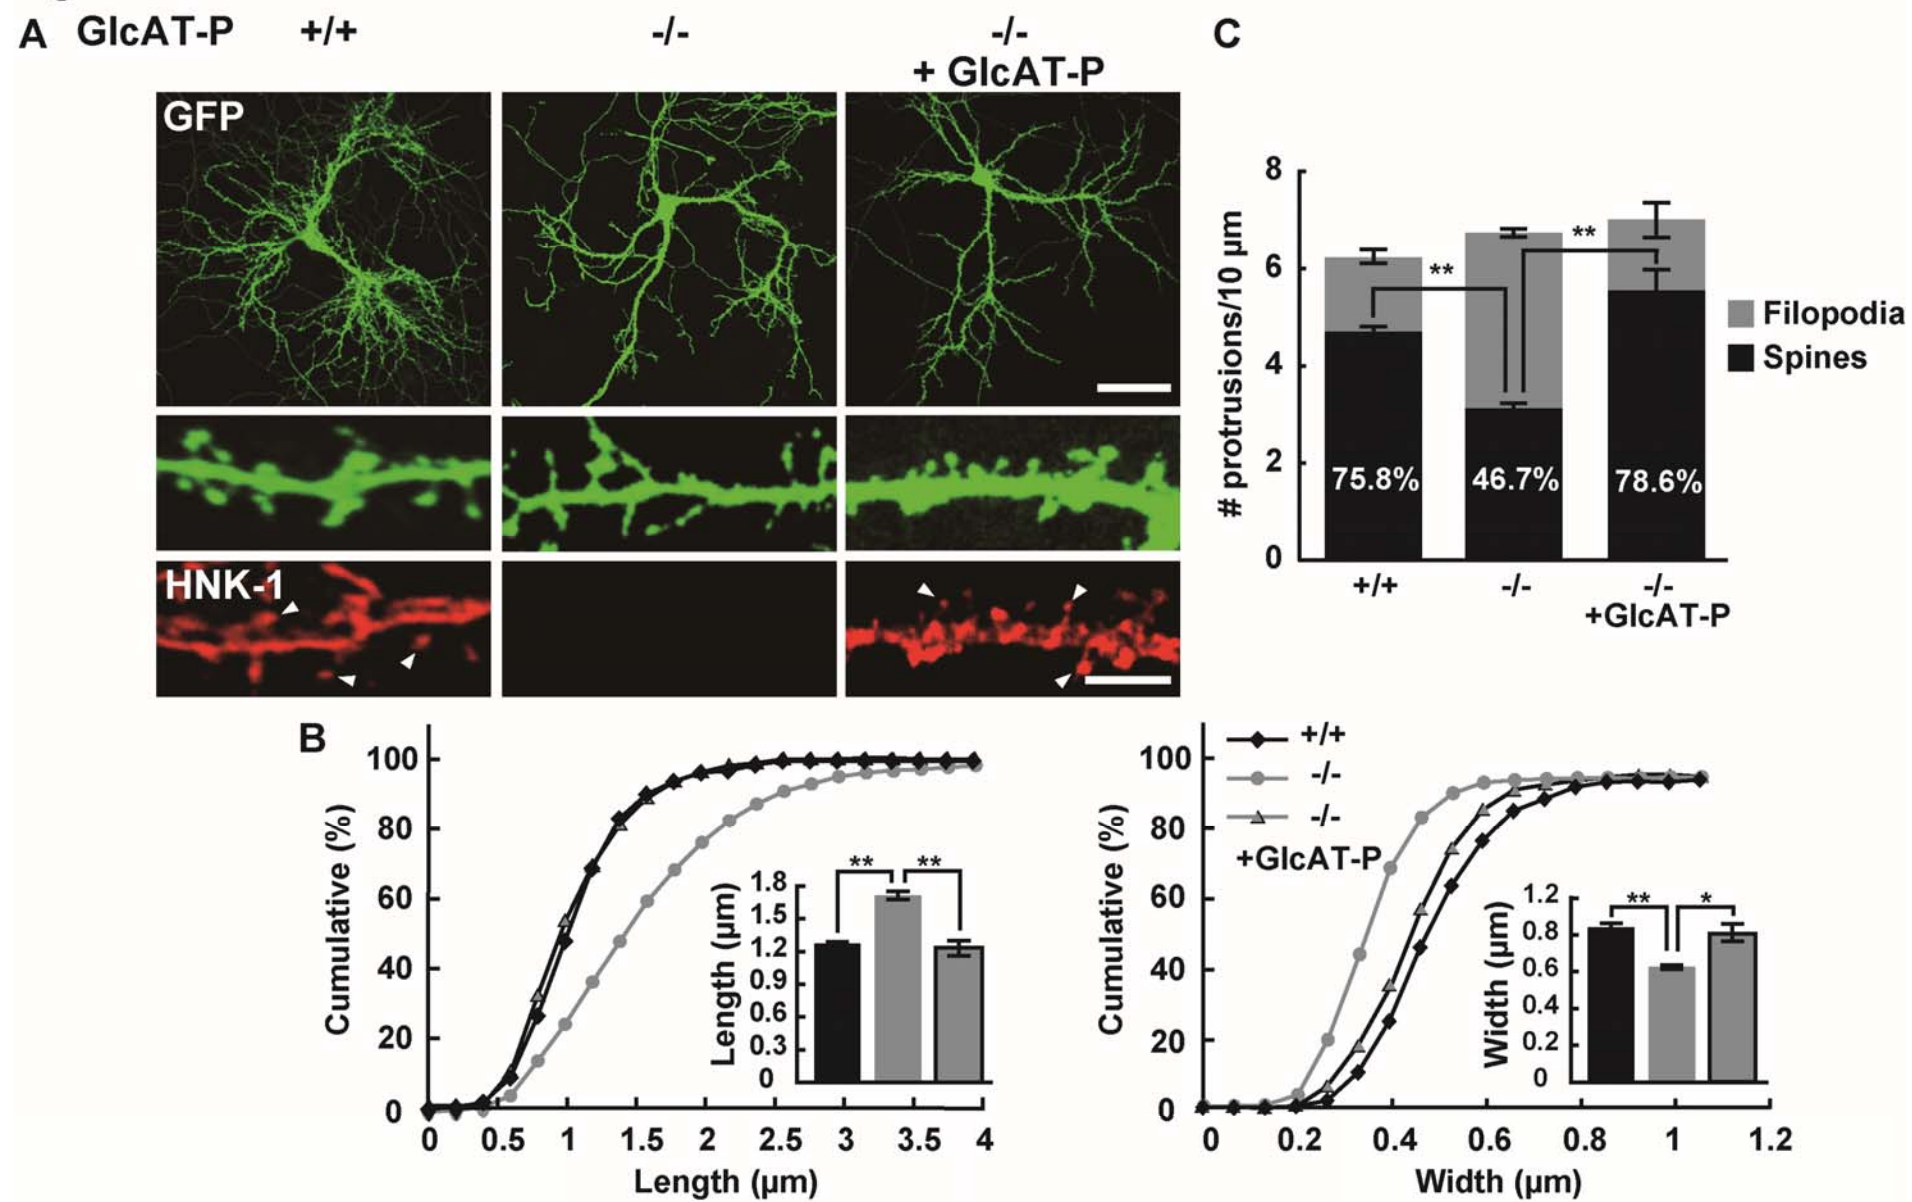 A GlcAT-P +/+ -/- -/-
+ GlcAT-P
GFP
HNK-1
C
8
6
4
2
0
# protrusions/10 µm
**
**
75.8% 46.7% 78.6%
+/+ -/- -/-
+GlcAT-P
Filopodia
Spines
B
100
80
60
40
20
0
Cumulative (%)
0 0.5 1 1.5 2 2.5 3 3.5 4
Length (µm)
** **
1.8
1.5
1.2
0.9
0.6
0.3
0
Length (µm)
100
80
60
40
20
0
Cumulative (%)
+/+
-/-
-/-
+GlcAT-P
0 0.2 0.4 0.6 0.8 1 1.2
Width (µm)
** *
1.2
0.8
0.6
0.4
0.2
0
Width (µm)